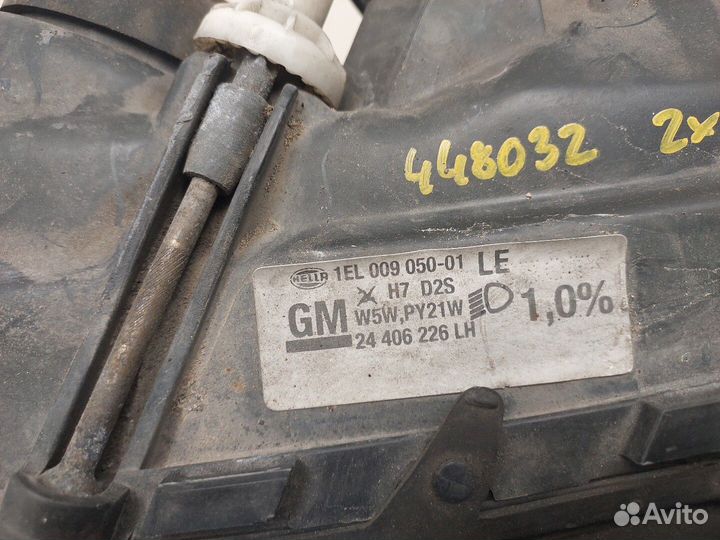 448032 2x
HELLA 1EL 009 050-01 LE
H7 D2S
GM W5W,PY21W 1,0%
24 406 226 LH
Avito